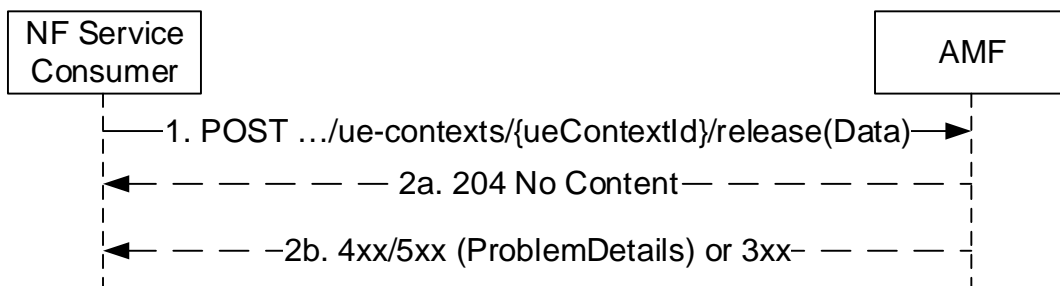 NF Service
Consumer
AMF
1. POST …/ue-contexts/{ueContextId}/release(Data)
2a. 204 No Content
2b. 4xx/5xx (ProblemDetails) or 3xx